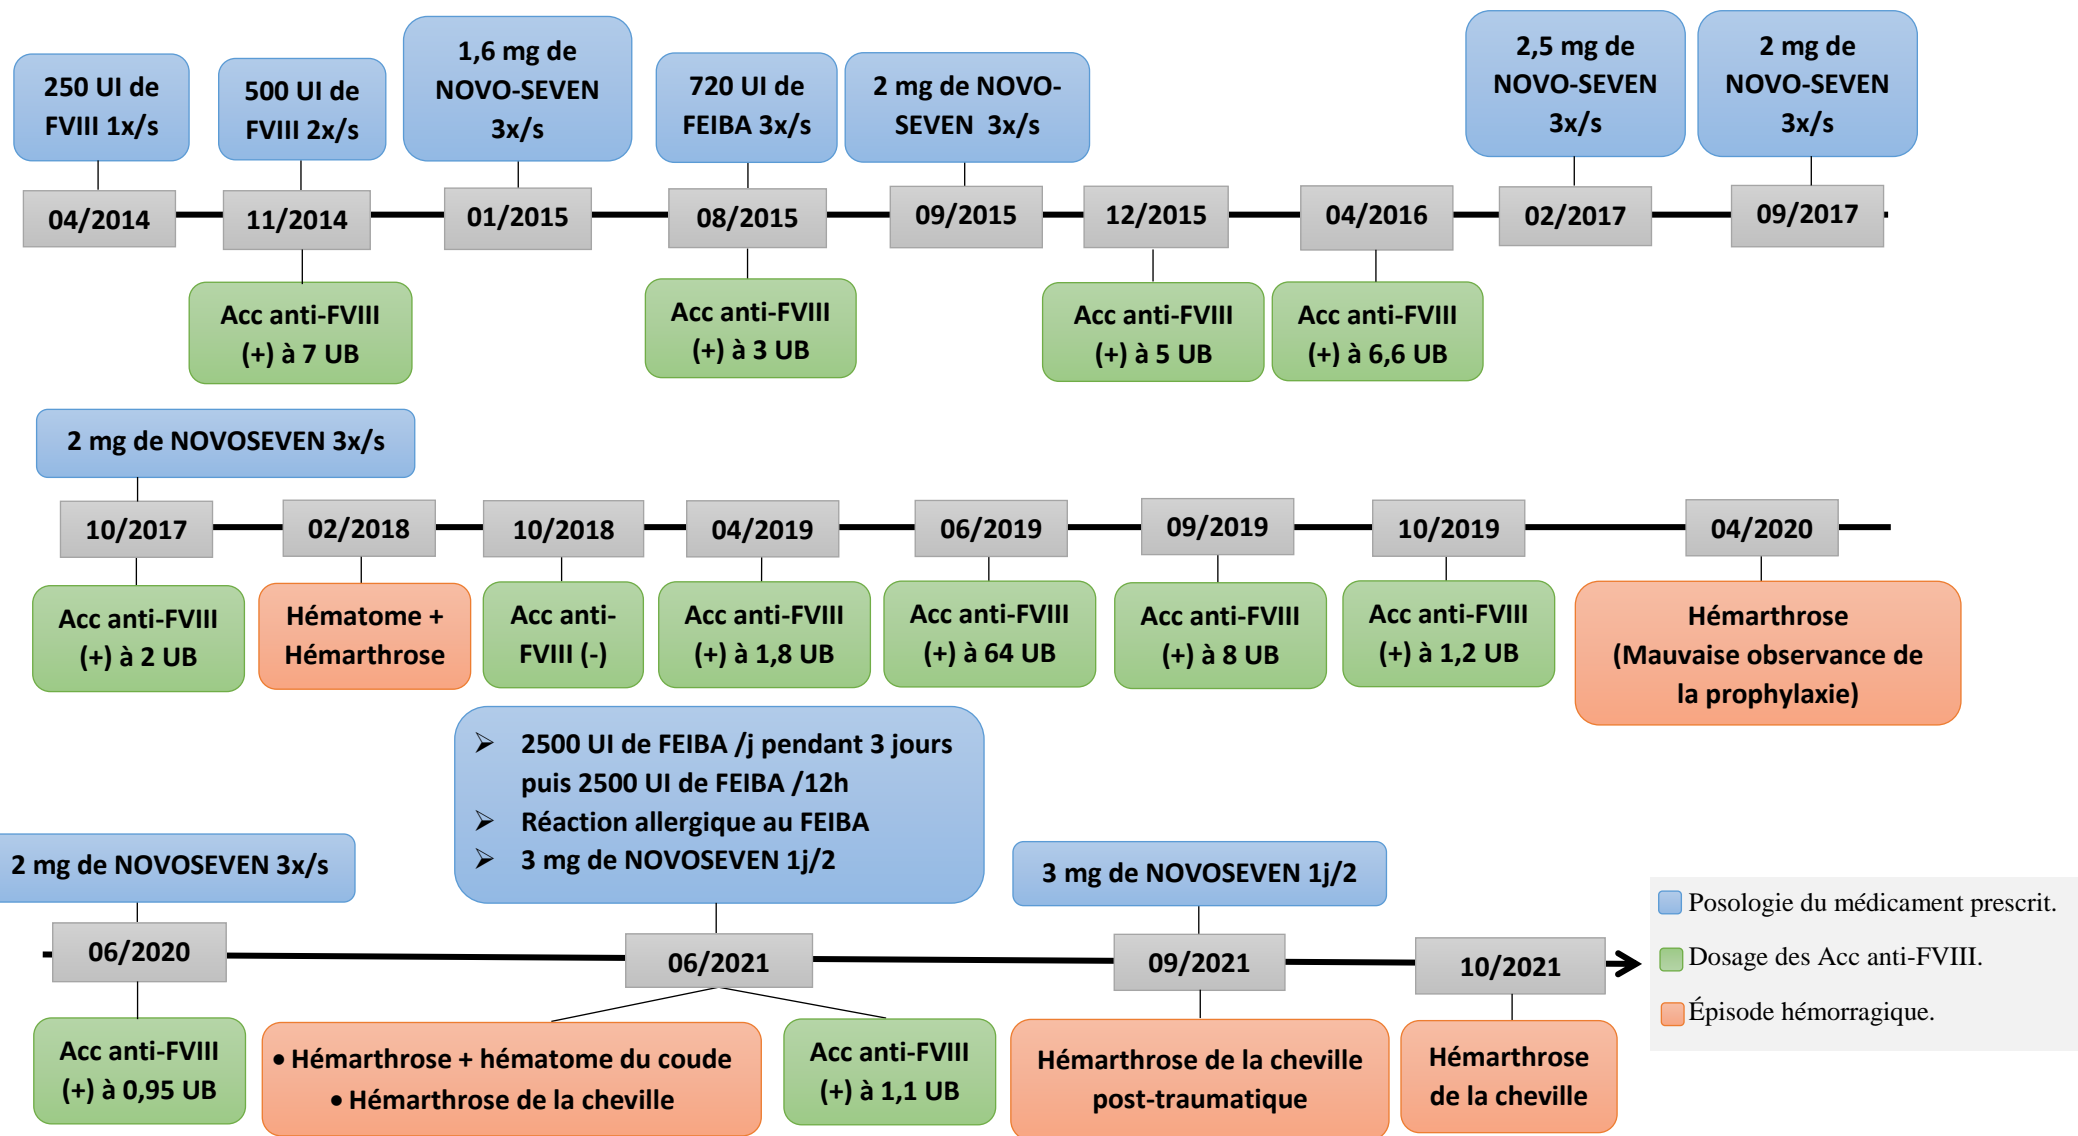 250 UI de
FVIII 1x/s
500 UI de
FVIII 2x/s
1,6 mg de
NOVO-SEVEN
3x/s
720 UI de
FEIBA 3x/s
2 mg de NOVO-
SEVEN 3x/s
2,5 mg de
NOVO-SEVEN
3x/s
2 mg de
NOVO-SEVEN
3x/s
04/2014
11/2014
01/2015
08/2015
09/2015
12/2015
04/2016
02/2017
09/2017
Acc anti-FVIII
(+) à 7 UB
Acc anti-FVIII
(+) à 3 UB
Acc anti-FVIII
(+) à 5 UB
Acc anti-FVIII
(+) à 6,6 UB
2 mg de NOVOSEVEN 3x/s
10/2017
02/2018
10/2018
04/2019
06/2019
09/2019
10/2019
04/2020
Acc anti-FVIII
(+) à 2 UB
Hématome +
Hémarthrose
Acc anti-
FVIII (-)
Acc anti-FVIII
(+) à 1,8 UB
Acc anti-FVIII
(+) à 64 UB
Acc anti-FVIII
(+) à 8 UB
Acc anti-FVIII
(+) à 1,2 UB
Hémarthrose
(Mauvaise observance de
la prophylaxie)
2 mg de NOVOSEVEN 3x/s
➢ 2500 UI de FEIBA /j pendant 3 jours
puis 2500 UI de FEIBA /12h
➢ Réaction allergique au FEIBA
➢ 3 mg de NOVOSEVEN 1j/2
3 mg de NOVOSEVEN 1j/2
06/2020
06/2021
09/2021
10/2021
Acc anti-FVIII
(+) à 0,95 UB
• Hémarthrose + hématome du coude
• Hémarthrose de la cheville
Acc anti-FVIII
(+) à 1,1 UB
Hémarthrose de la cheville
post-traumatique
Hémarthrose
de la cheville
Posologie du médicament prescrit.
Dosage des Acc anti-FVIII.
Épisode hémorragique.